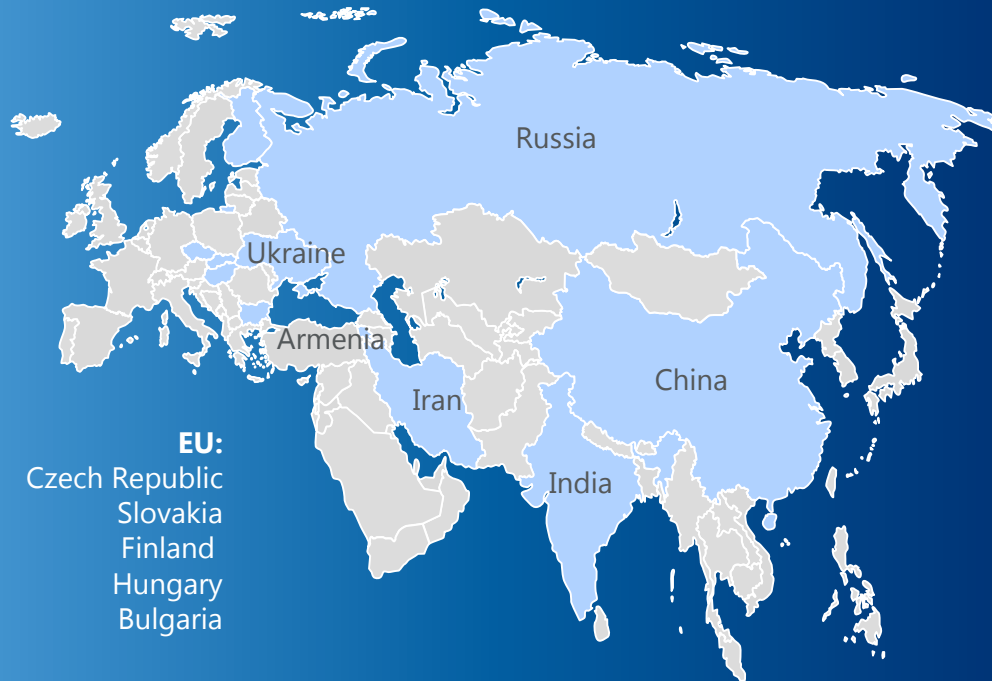 Russia
Ukraine
Armenia
China
Iran
India
EU:
Czech Republic
Slovakia
Finland
Hungary
Bulgaria